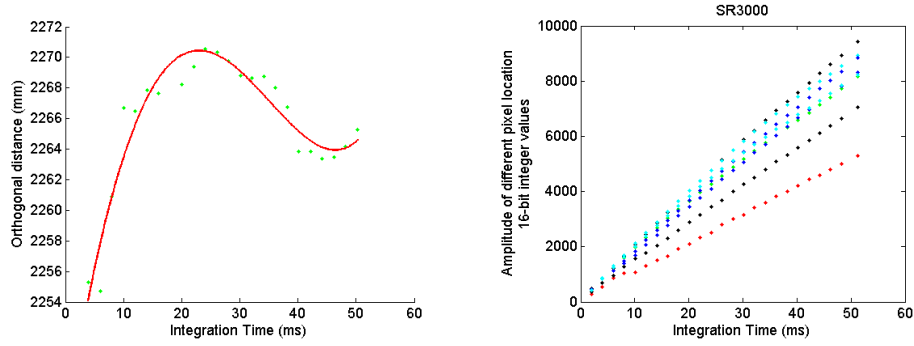 2272
2270
2268
2266
2264
2262
2260
2258
2256
2254
Orthogonal distance (mm)
0 10 20 30 40 50 60
Integration Time (ms)
SR3000
10000
8000
6000
4000
2000
0
Amplitude of different pixel location
16-bit integer values
0 10 20 30 40 50 60
Integration Time (ms)